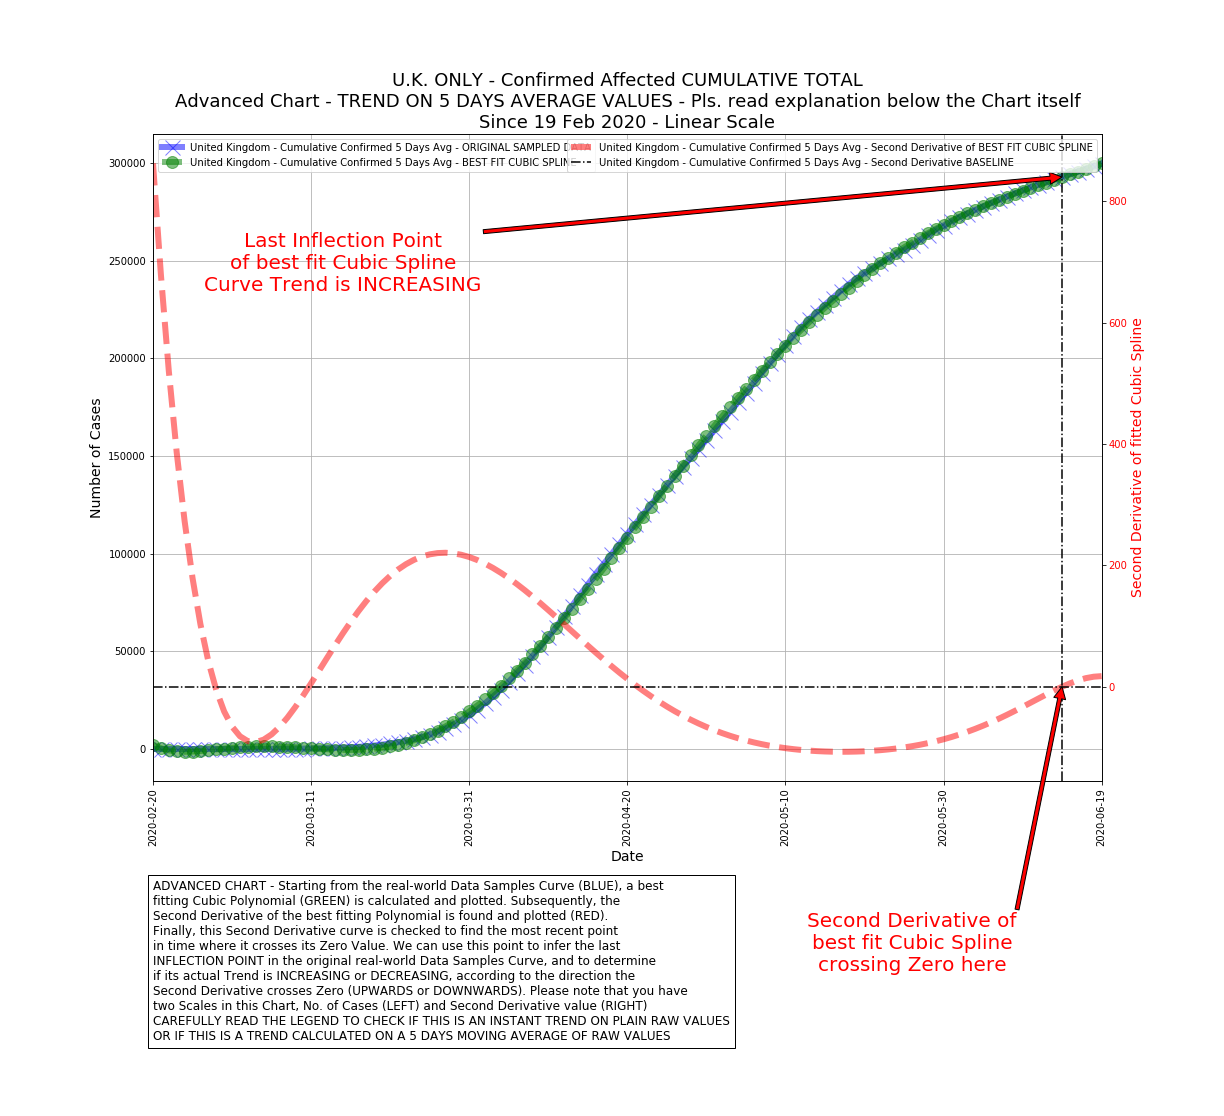 U.K. ONLY - Confirmed Affected CUMULATIVE TOTAL
Advanced Chart - TREND ON 5 DAYS AVERAGE VALUES - Pls. read explanation below the Chart itself
Since 19 Feb 2020 - Linear Scale
United Kingdom - Cumulative Confirmed 5 Days Avg - ORIGINAL SAMPLED DATA
United Kingdom - Cumulative Confirmed 5 Days Avg - BEST FIT CUBIC SPLINE
United Kingdom - Cumulative Confirmed 5 Days Avg - Second Derivative of BEST FIT CUBIC SPLINE
United Kingdom - Cumulative Confirmed 5 Days Avg - Second Derivative BASELINE
Last Inflection Point
of best fit Cubic Spline
Curve Trend is INCREASING
Number of Cases
300000
250000
200000
150000
100000
50000
0
800
600
400
200
0
Second Derivative of fitted Cubic Spline
2020-02-20
2020-03-11
2020-03-31
2020-04-20
2020-05-10
2020-05-30
2020-06-19
Date
ADVANCED CHART - Starting from the real-world Data Samples Curve (BLUE), a best
fitting Cubic Polynomial (GREEN) is calculated and plotted. Subsequently, the
Second Derivative of the best fitting Polynomial is found and plotted (RED).
Finally, this Second Derivative curve is checked to find the most recent point
in time where it crosses its Zero Value. We can use this point to infer the last
INFLECTION POINT in the original real-world Data Samples Curve, and to determine
if its actual Trend is INCREASING or DECREASING, according to the direction the
Second Derivative crosses Zero (UPWARDS or DOWNWARDS). Please note that you have
two Scales in this Chart, No. of Cases (LEFT) and Second Derivative value (RIGHT)
CAREFULLY READ THE LEGEND TO CHECK IF THIS IS AN INSTANT TREND ON PLAIN RAW VALUES
OR IF THIS IS A TREND CALCULATED ON A 5 DAYS MOVING AVERAGE OF RAW VALUES
Second Derivative of
best fit Cubic Spline
crossing Zero here